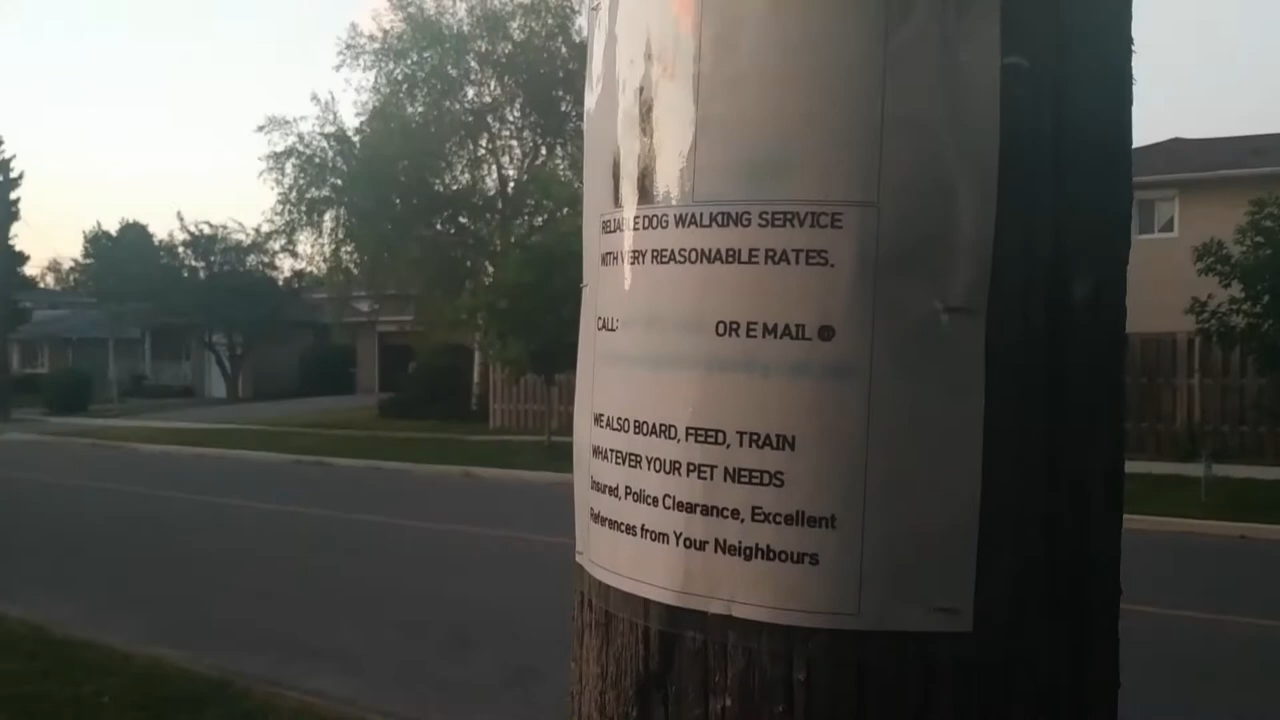 RELIABLE DOG WALKING SERVICE
WITH VERY REASONABLE RATES.
CALL: OR E MAIL @
WE ALSO BOARD, FEED, TRAIN
WHATEVER YOUR PET NEEDS
Insured, Police Clearance, Excellent
References from Your Neighbours